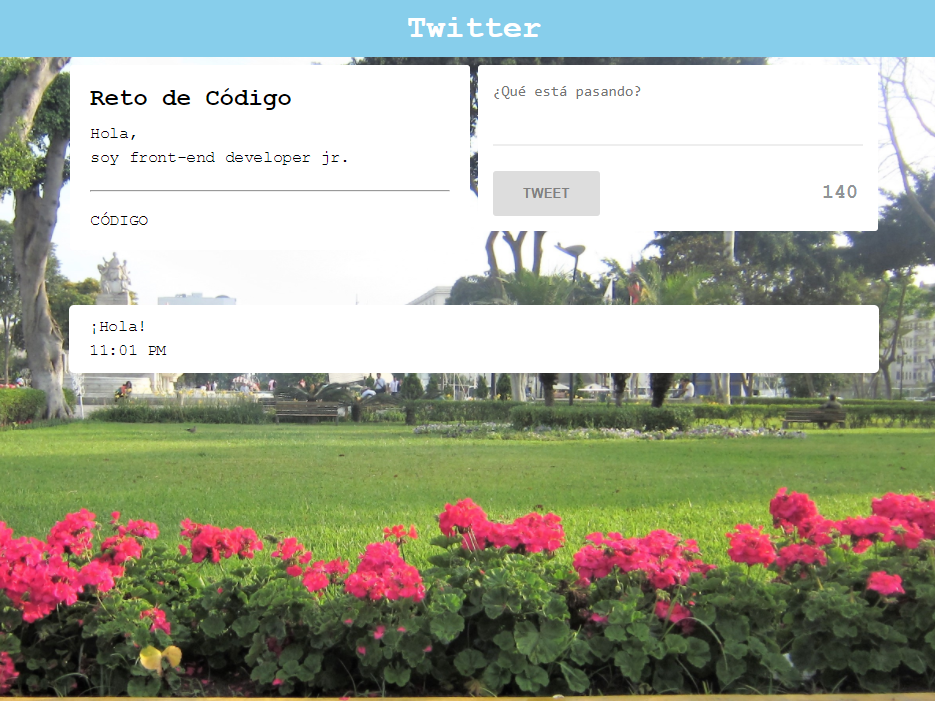 Twitter
Reto de Código
Hola,
soy front-end developer jr.
CÓDIGO
¿Qué está pasando?
TWEET
140
¡Hola!
11:01 PM